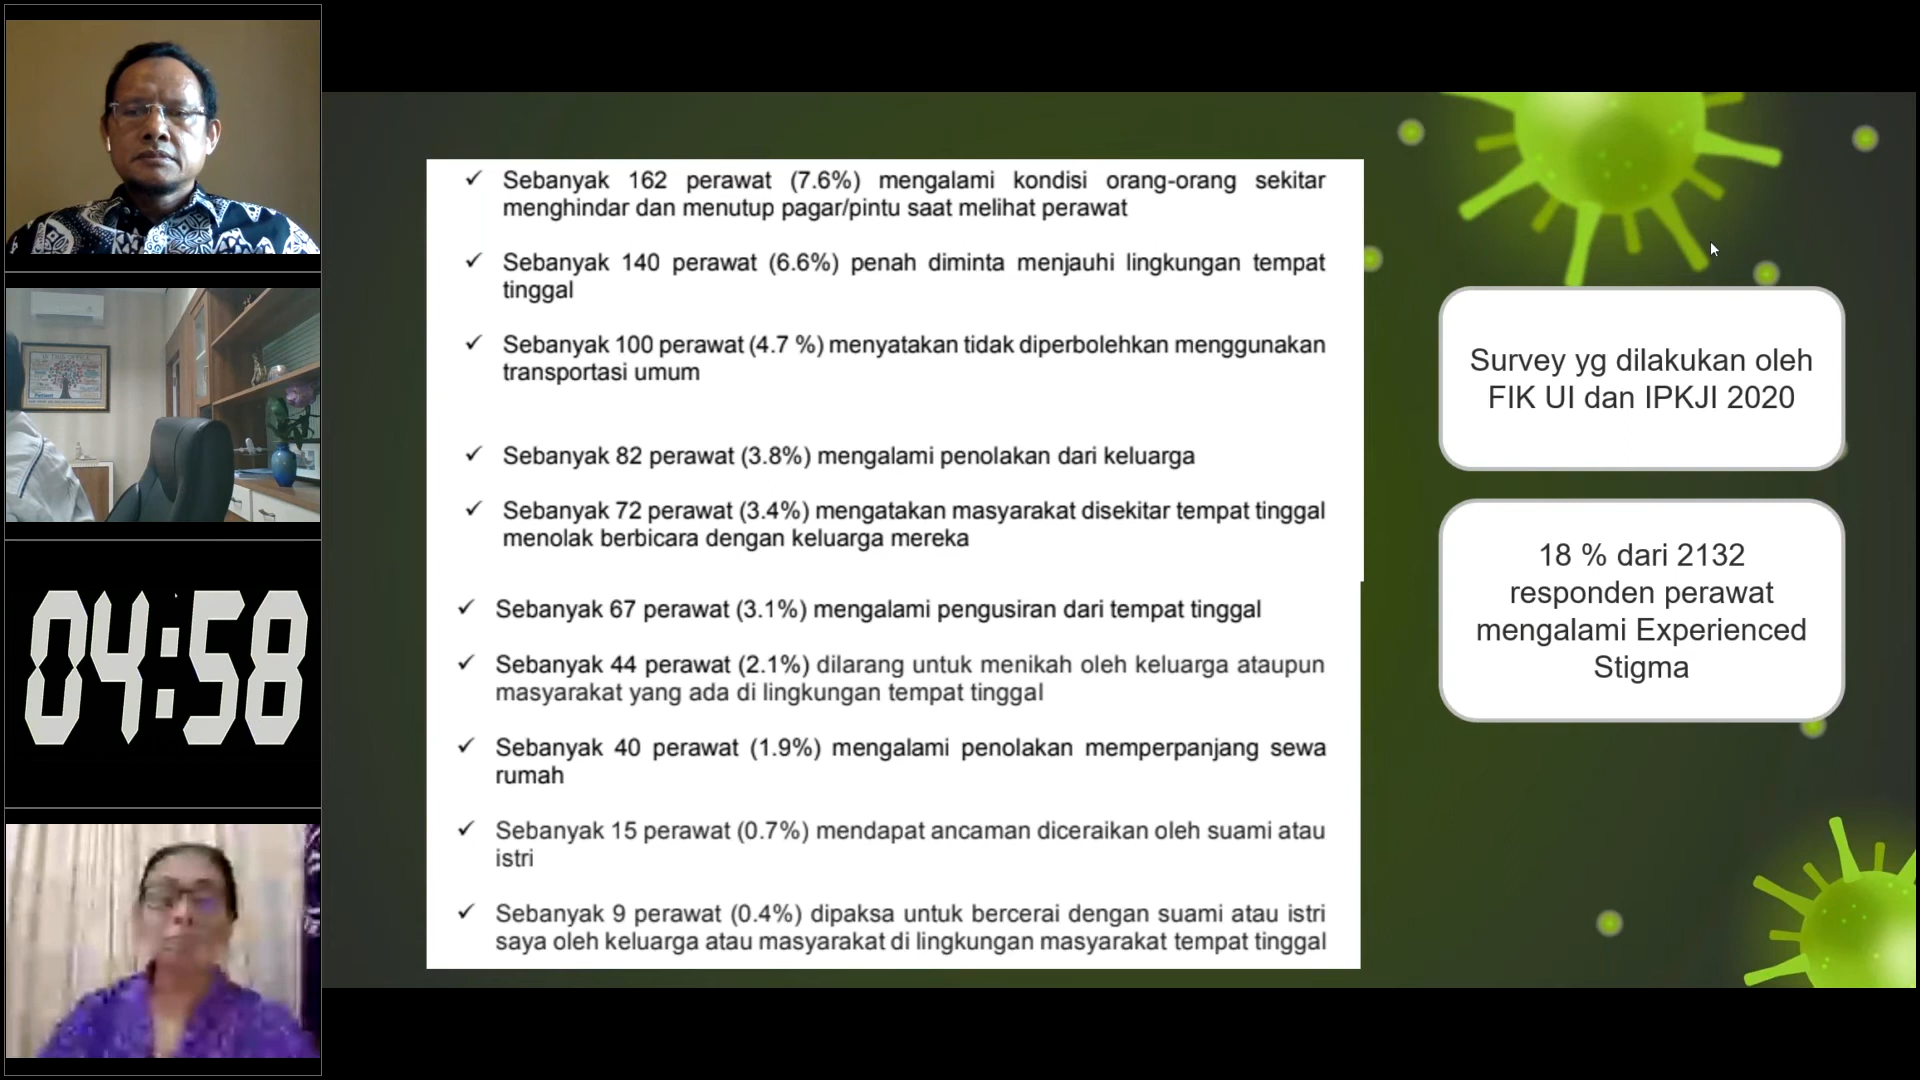 ✓ Sebanyak 162 perawat (7.6%) mengalami kondisi orang-orang sekitar
menghindar dan menutup pagar/pintu saat melihat perawat
✓ Sebanyak 140 perawat (6.6%) penah diminta menjauhi lingkungan tempat
tinggal
✓ Sebanyak 100 perawat (4.7 %) menyatakan tidak diperbolehkan menggunakan
transportasi umum
✓ Sebanyak 82 perawat (3.8%) mengalami penolakan dari keluarga
✓ Sebanyak 72 perawat (3.4%) mengatakan masyarakat disekitar tempat tinggal
menolak berbicara dengan keluarga mereka
✓ Sebanyak 67 perawat (3.1%) mengalami pengusiran dari tempat tinggal
✓ Sebanyak 44 perawat (2.1%) dilarang untuk menikah oleh keluarga ataupun
masyarakat yang ada di lingkungan tempat tinggal
✓ Sebanyak 40 perawat (1.9%) mengalami penolakan memperpanjang sewa
rumah
✓ Sebanyak 15 perawat (0.7%) mendapat ancaman diceraikan oleh suami atau
istri
✓ Sebanyak 9 perawat (0.4%) dipaksa untuk bercerai dengan suami atau istri
saya oleh keluarga atau masyarakat di lingkungan masyarakat tempat tinggal
Survey yg dilakukan oleh
FIK UI dan IPKJI 2020
18 % dari 2132
responden perawat
mengalami Experienced
Stigma
04:58